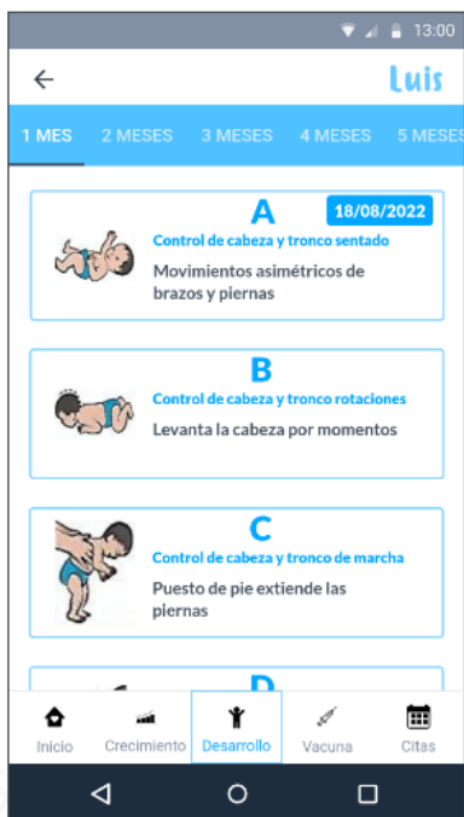 13:00
Luis
1 MES 2 MESES 3 MESES 4 MESES 5 MESES
A
18/08/2022
Control de cabeza y tronco sentado
Movimientos asimétricos de
brazos y piernas
B
Control de cabeza y tronco rotaciones
Levanta la cabeza por momentos
C
Control de cabeza y tronco de marcha
Puesto de pie extiende las
piernas
D
Inicio Crecimiento Desarrollo Vacuna Citas